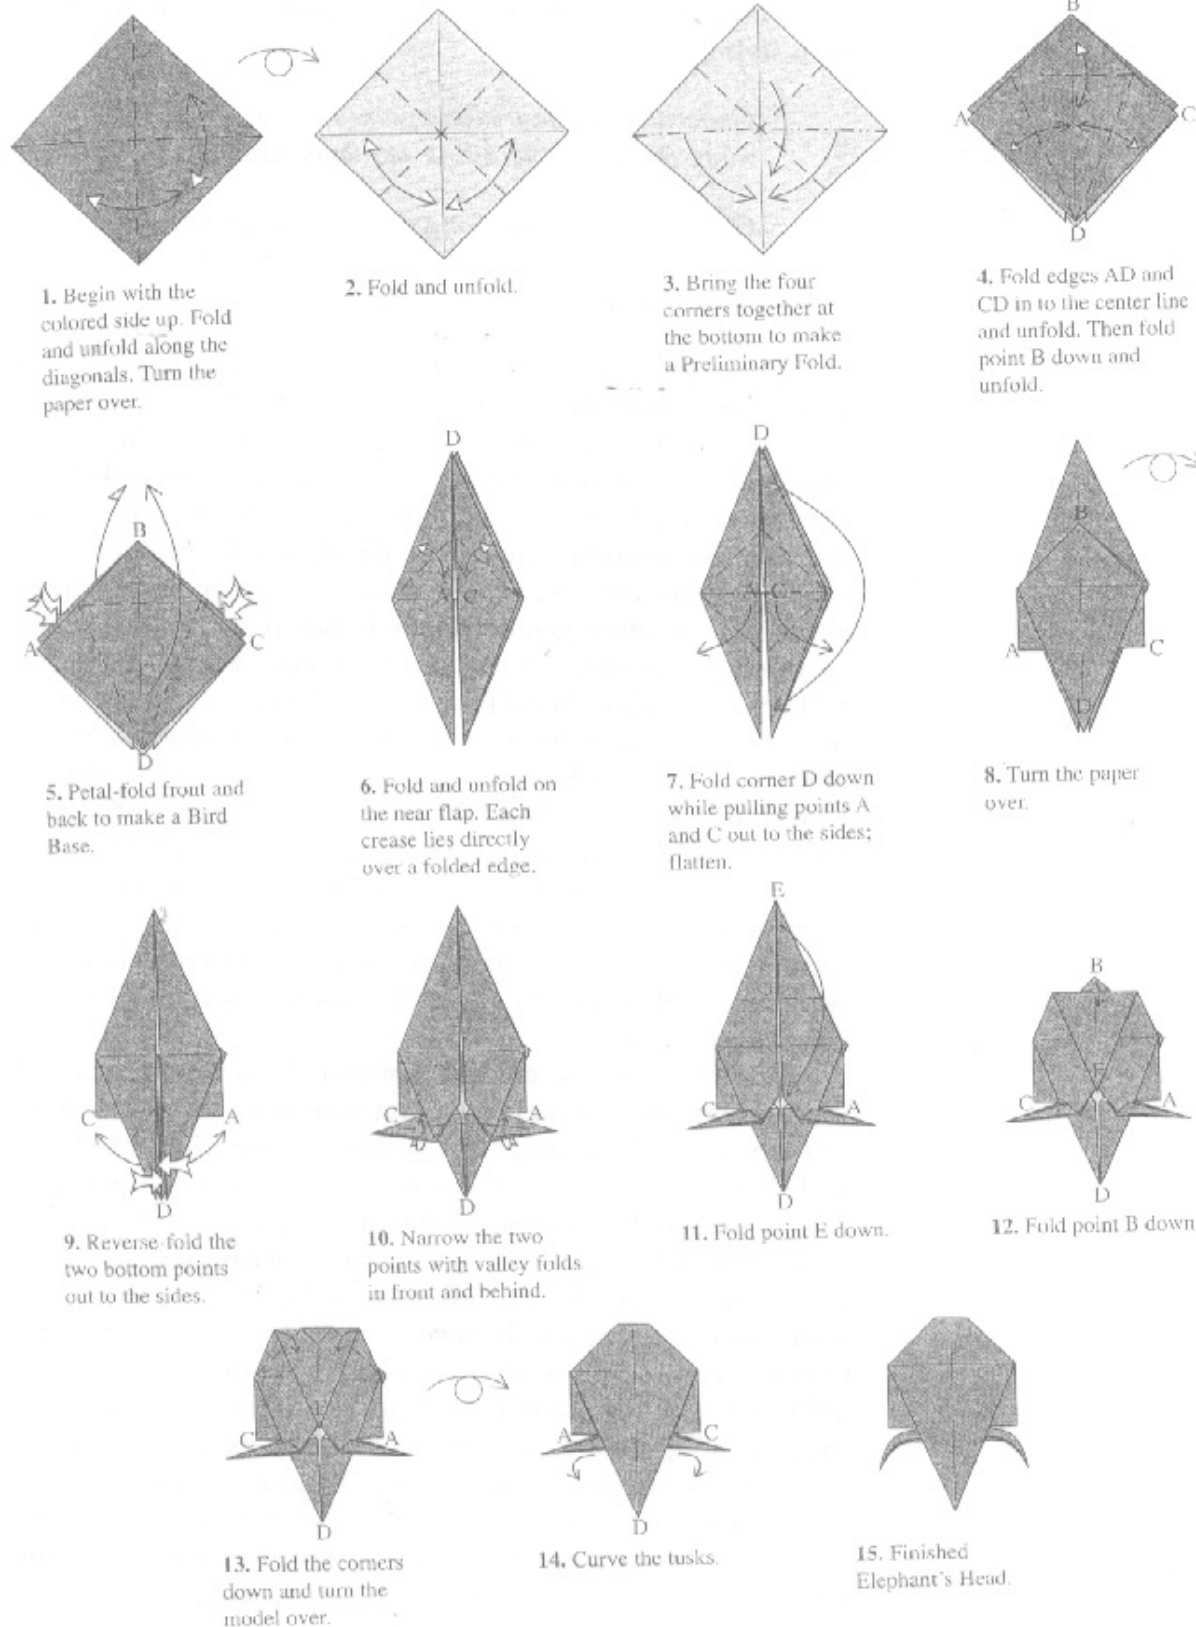 B
A
C
D
1. Begin with the
colored side up. Fold
and unfold along the
diagonals. Turn the
paper over.
2. Fold and unfold.
3. Bring the four
corners together at
the bottom to make
a Preliminary Fold.
4. Fold edges AD and
CD in to the center line
and unfold. Then fold
point B down and
unfold.
B
A
C
D
5. Petal-fold front and
back to make a Bird
Base.
D
A C
6. Fold and unfold on
the near flap. Each
crease lies directly
over a folded edge.
D
A C
7. Fold corner D down
while pulling points A
and C out to the sides;
flatten.
B
A
C
D
8. Turn the paper
over.
C
A
D
9. Reverse-fold the
two bottom points
out to the sides.
C
A
D
10. Narrow the two
points with valley folds
in front and behind.
E
C
A
D
11. Fold point E down.
B
E
C
A
D
12. Fold point B down
E
C
A
D
13. Fold the corners
down and turn the
model over.
A
C
D
14. Curve the tusks.
15. Finished
Elephant's Head.